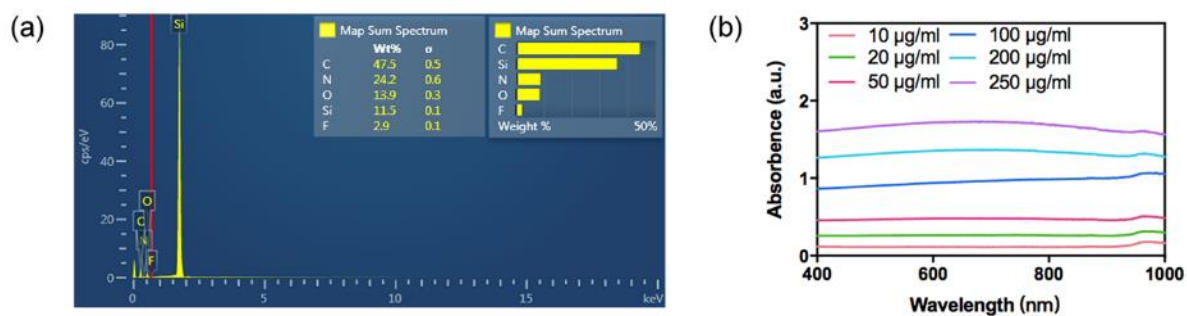 (a)
80
60
40
20
0
cps/eV
Si
O
C
N
F
0
5
10
15
keV
Map Sum Spectrum
Wt% σ
C 47.5 0.5
N 24.2 0.6
O 13.9 0.3
Si 11.5 0.1
F 2.9 0.1
Map Sum Spectrum
C
Si
N
O
F
Weight % 50%
(b)
10 µg/ml 100 µg/ml
20 µg/ml 200 µg/ml
50 µg/ml 250 µg/ml
3
2
1
0
Absorbence (a.u.)
400 600 800 1000
Wavelength (nm)